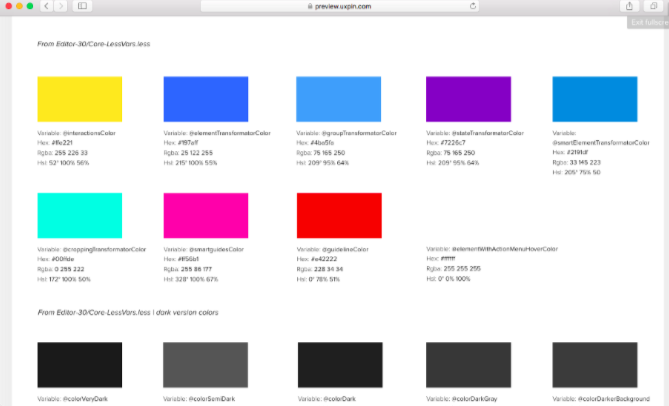 preview.uxpin.com
Exit fullscre
From Editor-30/Core-LessVars.less
Variable: @interactionsColor
Hex: #ffe221
Rgba: 255 226 33
Hsl: 52° 100% 56%
Variable: @elementTransformatorColor
Hex: #197aff
Rgba: 25 122 255
Hsl: 215° 100% 55%
Variable: @groupTransformatorColor
Hex: #4ba5fa
Rgba: 75 165 250
Hsl: 209° 95% 64%
Variable: @stateTransformatorColor
Hex: #7226c7
Rgba: 75 165 250
Hsl: 209° 95% 64%
Variable:
@smartElementTransformatorColor
Hex: #2191df
Rgba: 33 145 223
Hsl: 205° 75% 50
Variable: @croppingTransformatorColor
Hex: #00ffde
Rgba: 0 255 222
Hsl: 172° 100% 50%
Variable: @smartguidesColor
Hex: #ff56b1
Rgba: 255 86 177
Hsl: 328° 100% 67%
Variable: @guidelineColor
Hex: #e42222
Rgba: 228 34 34
Hsl: 0° 78% 51%
Variable: @elementWithActionMenuHoverColor
Hex: #ffffff
Rgba: 255 255 255
Hsl: 0° 0% 100%
From Editor-30/Core-LessVars.less | dark version colors
Variable: @colorVeryDark
Variable: @colorSemiDark
Variable: @colorDark
Variable: @colorDarkGray
Variable: @colorDarkerBackground